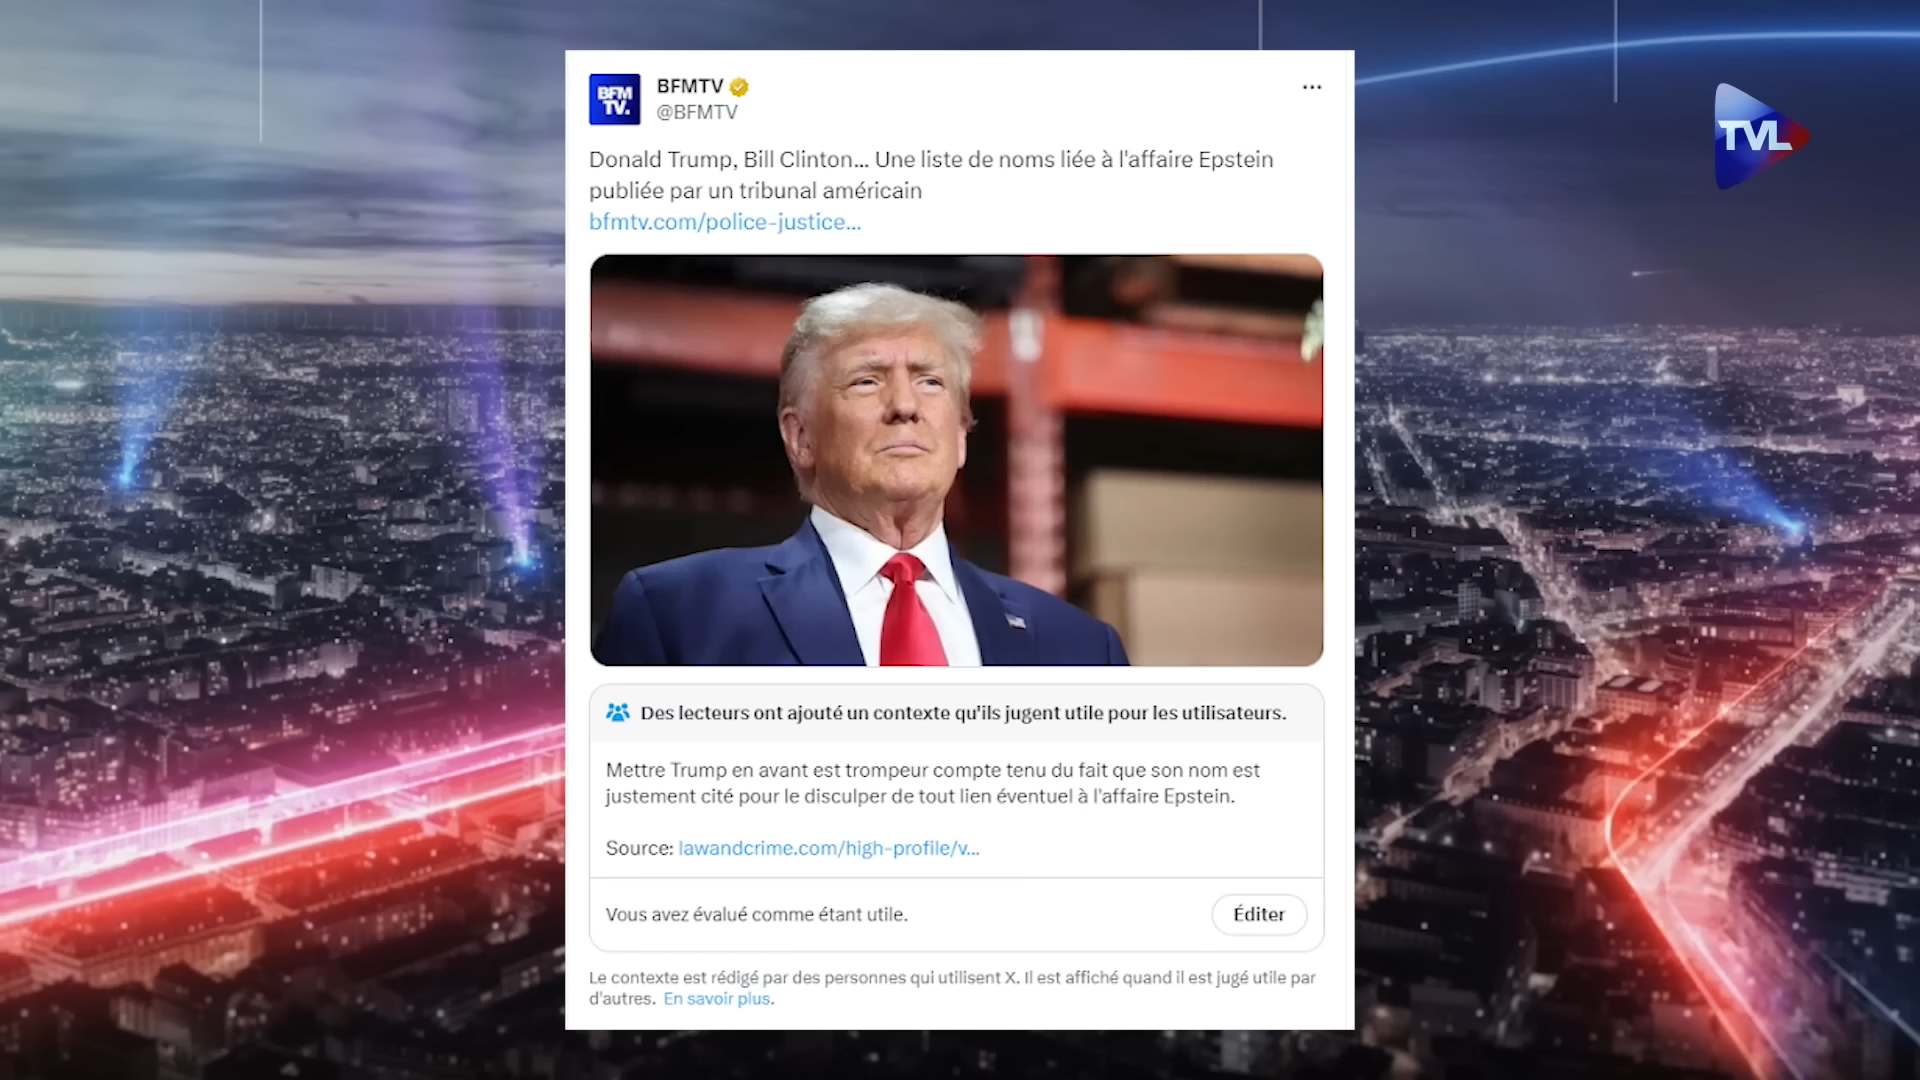 BFM
TV.
BFMTV
@BFMTV
Donald Trump, Bill Clinton... Une liste de noms liée à l'affaire Epstein
publiée par un tribunal américain
bfmtv.com/police-justice...
TVL
Des lecteurs ont ajouté un contexte qu'ils jugent utile pour les utilisateurs.
Mettre Trump en avant est trompeur compte tenu du fait que son nom est
justement cité pour le disculper de tout lien éventuel à l'affaire Epstein.
Source: lawandcrime.com/high-profile/v...
Vous avez évalué comme étant utile.
Éditer
Le contexte est rédigé par des personnes qui utilisent X. Il est affiché quand il est jugé utile par
d'autres. En savoir plus.